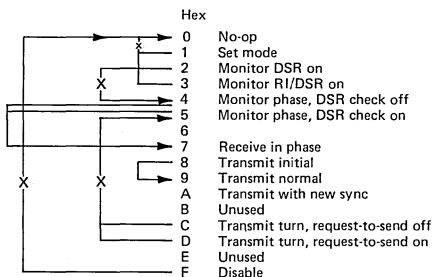 Hex
0 No-op
1 Set mode
2 Monitor DSR on
3 Monitor RI/DSR on
4 Monitor phase, DSR check off
5 Monitor phase, DSR check on
6
7 Receive in phase
8 Transmit initial
9 Transmit normal
A Transmit with new sync
B Unused
C Transmit turn, request-to-send off
D Transmit turn, request-to-send on
E Unused
F Disable